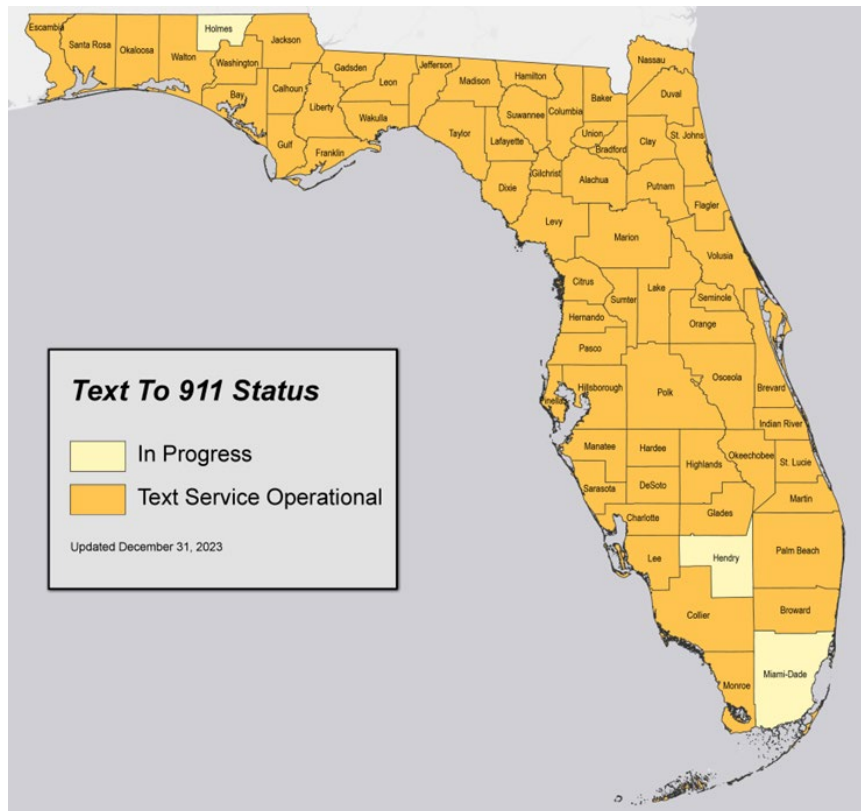 Holmes
Escambia
Santa Rosa
Okaloosa
Walton
Jackson
Washington
Bay
Calhoun
Gadsden
Liberty
Gulf
Franklin
Leon
Wakulla
Jefferson
Madison
Hamilton
Taylor
Suwannee
Lafayette
Columbia
Baker
Nassau
Duval
Union
Bradford
Clay
St. Johns
Dixie
Gilchrist
Alachua
Putnam
Flagler
Levy
Marion
Volusia
Citrus
Sumter
Lake
Seminole
Hernando
Orange
Pasco
Hillsborough
Pinellas
Polk
Ososola
Brevard
Indian River
Manatee
Hardee
Highlands
Okeechobee
St. Lucie
Sarasota
DeSoto
Martin
Charlotte
Glades
Lee
Hendry
Palm Beach
Collier
Broward
Monroe
Miami-Dade
Text To 911 Status
In Progress
Text Service Operational
Updated December 31, 2023